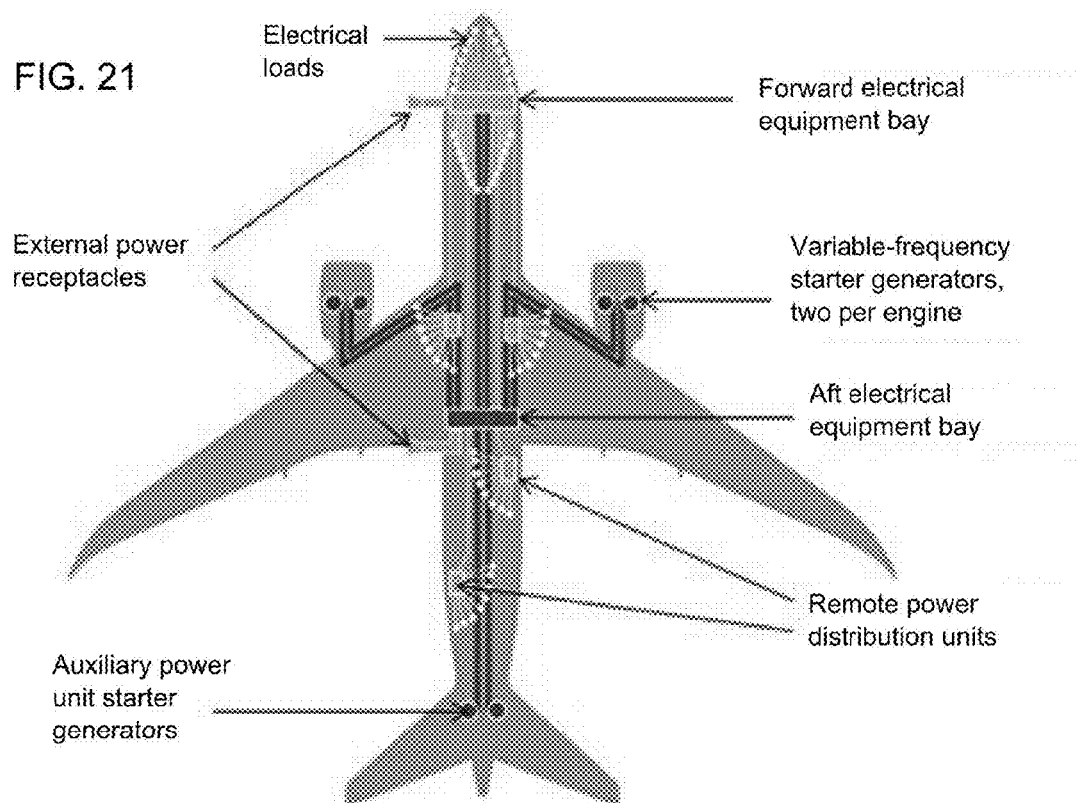 FIG. 21
Electrical
loads
Forward electrical
equipment bay
External power
receptacles
Variable-frequency
starter generators,
two per engine
Aft electrical
equipment bay
Remote power
distribution units
Auxiliary power
unit starter
generators